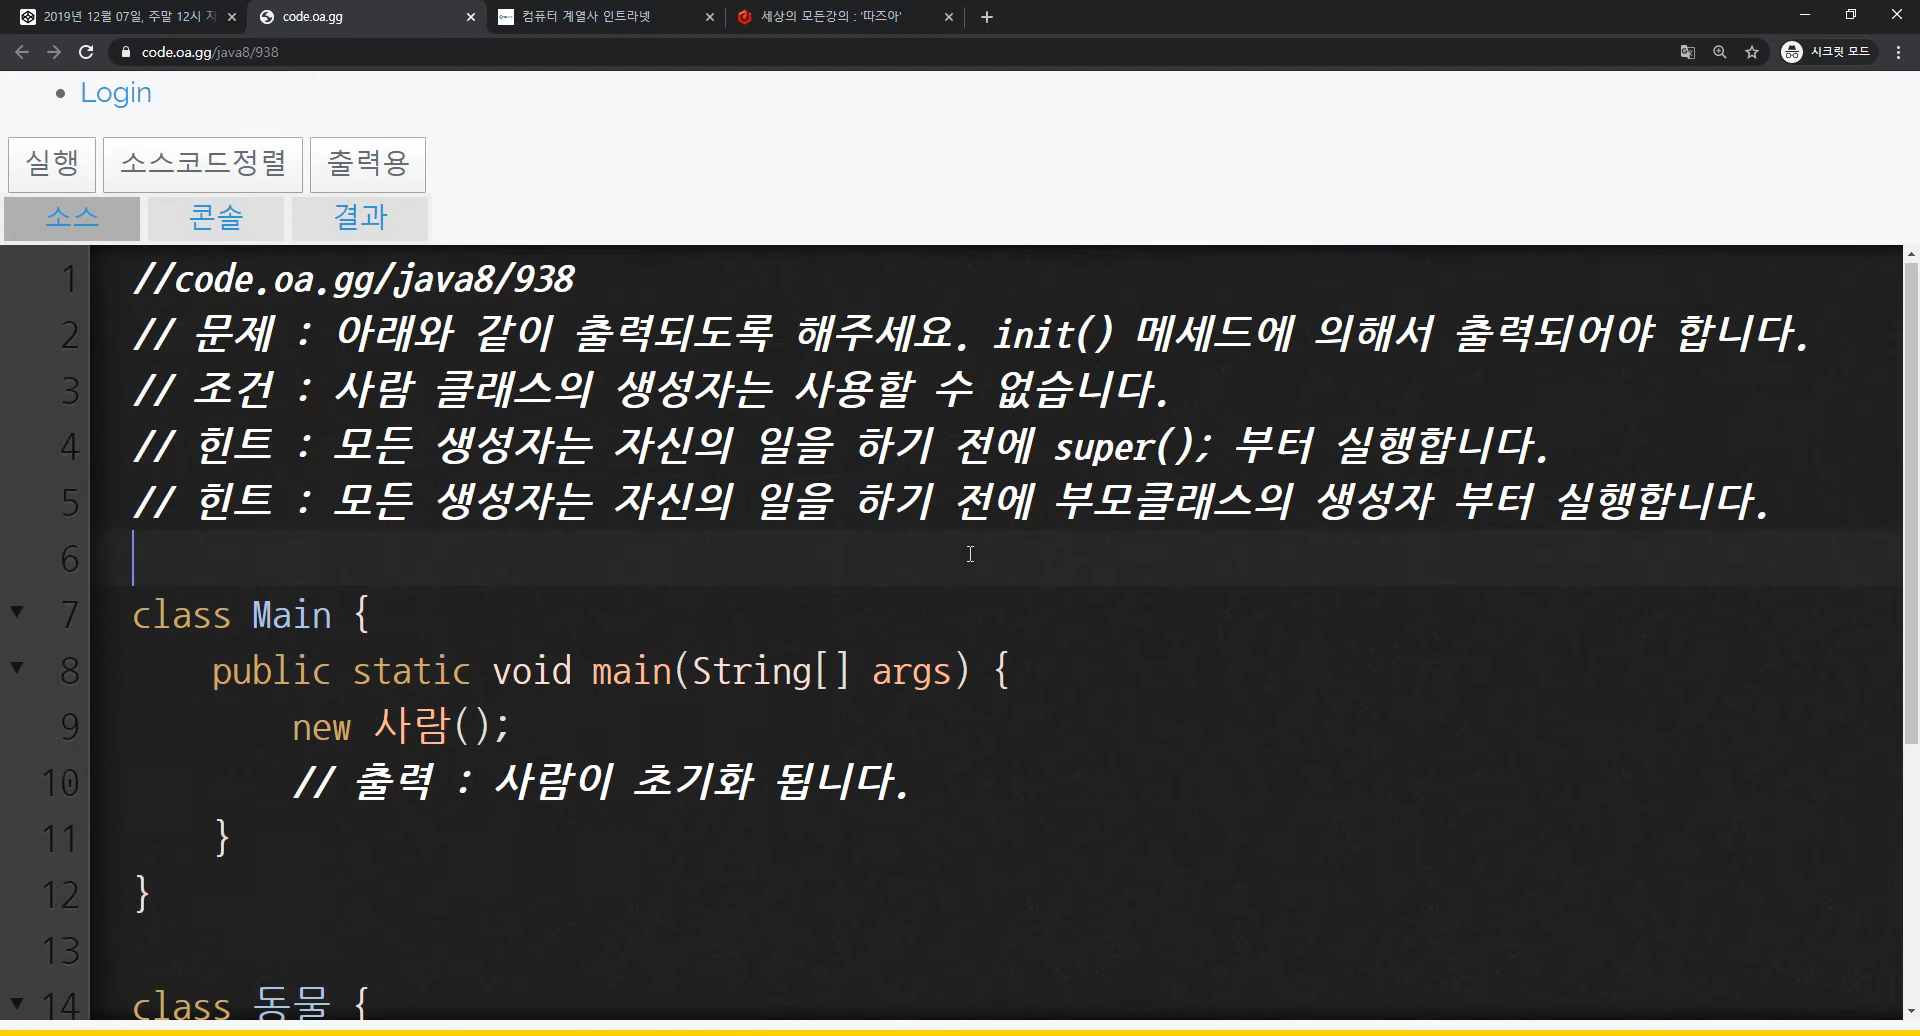 2019년 12월 07일, 주말 12시 자
code.oa.gg
컴퓨터 계열사 인트라넷
세상의 모든강의 : '따즈아'
code.oa.gg/java8/938
시크릿 모드
Login
실행 소스코드정렬 출력용
소스 콘솔 결과
1 //code.oa.gg/java8/938
2 // 문제 : 아래와 같이 출력되도록 해주세요. init() 메세드에 의해서 출력되어야 합니다.
3 // 조건 : 사람 클래스의 생성자는 사용할 수 없습니다.
4 // 힌트 : 모든 생성자는 자신의 일을 하기 전에 super(); 부터 실행합니다.
5 // 힌트 : 모든 생성자는 자신의 일을 하기 전에 부모클래스의 생성자 부터 실행합니다.
6
7 class Main {
8 public static void main(String[] args) {
9 new 사람();
10 // 출력 : 사람이 초기화 됩니다.
11 }
12 }
13
14 class 동물 {